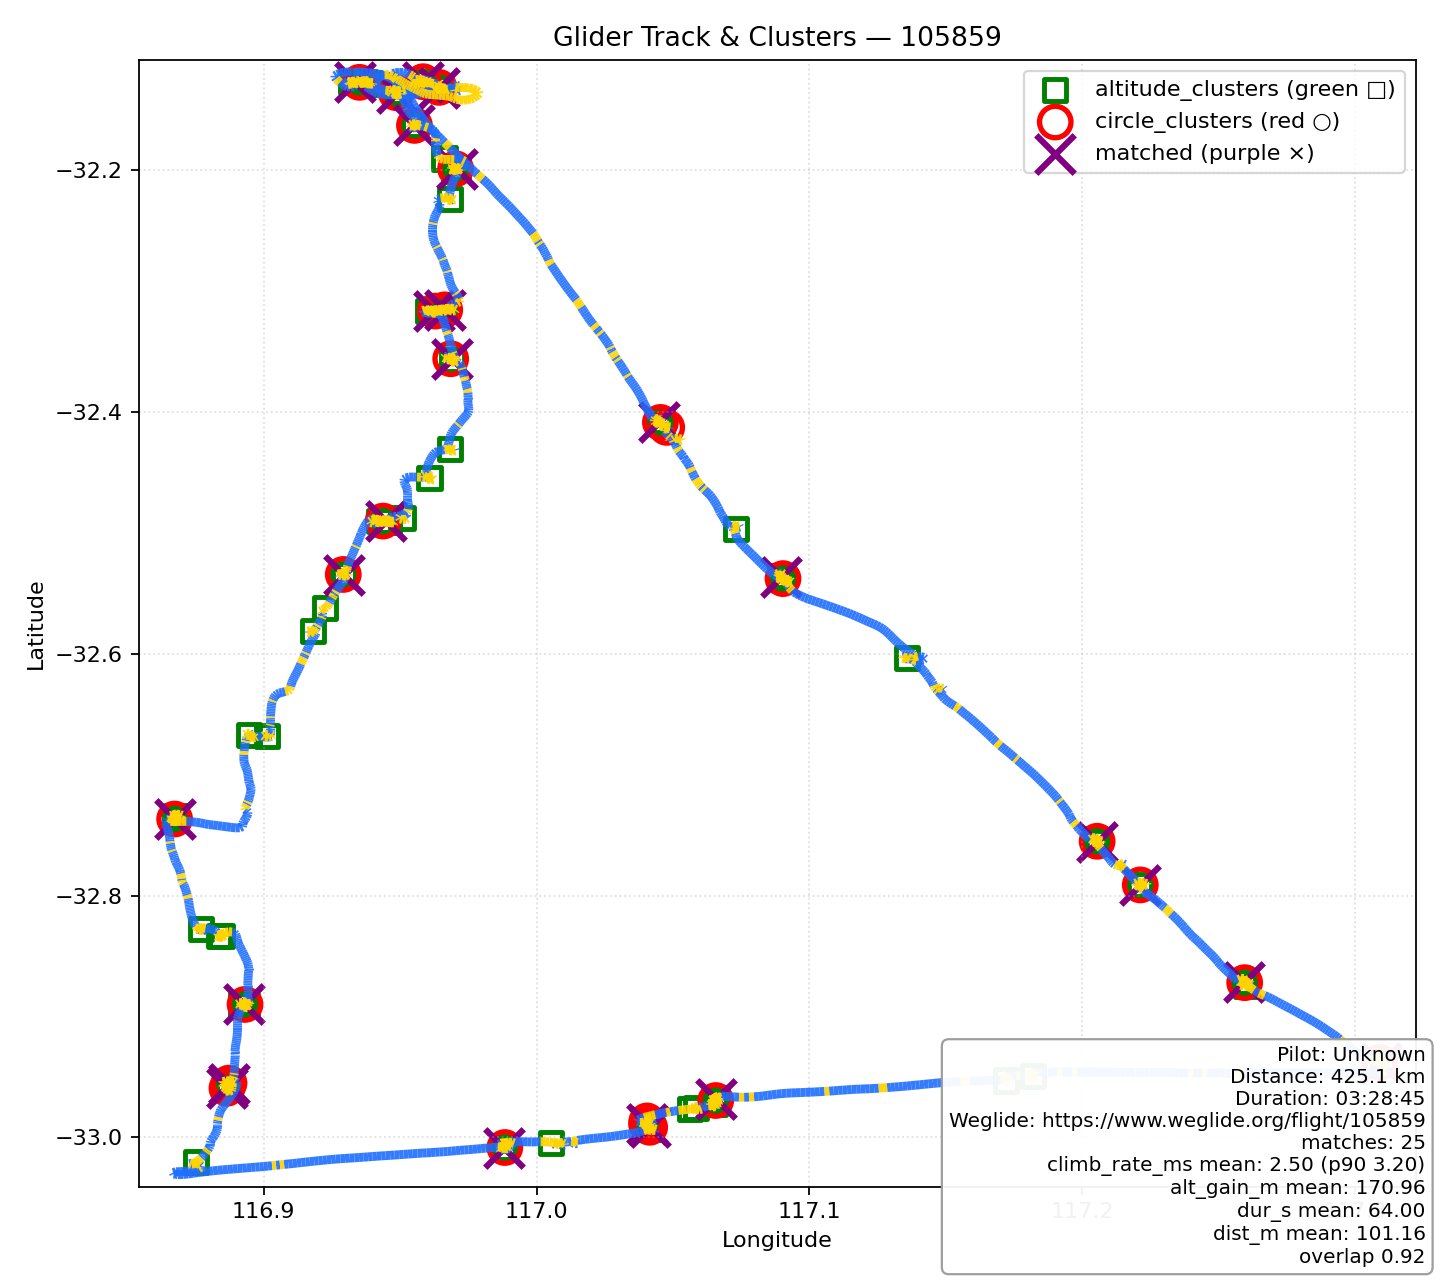 Glider Track & Clusters — 105859
altitude_clusters (green □)
circle_clusters (red ○)
matched (purple ×)
−32.2
−32.4
−32.6
−32.8
−33.0
Latitude
116.9
117.0
117.1
117.2
Longitude
Pilot: Unknown
Distance: 425.1 km
Duration: 03:28:45
Weglide: https://www.weglide.org/flight/105859
matches: 25
climb_rate_ms mean: 2.50 (p90 3.20)
alt_gain_m mean: 170.96
dur_s mean: 64.00
dist_m mean: 101.16
overlap 0.92